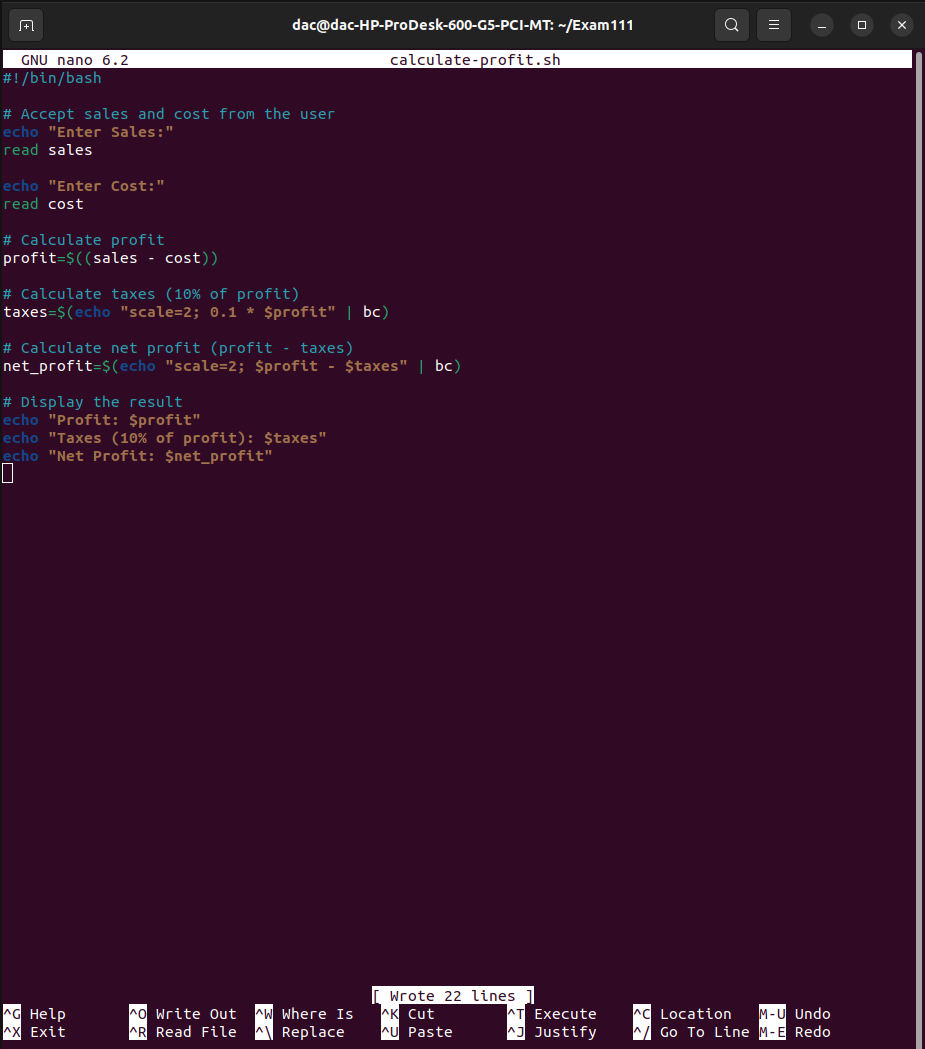 dac@dac-HP-ProDesk-600-G5-PCI-MT: ~/Exam111
GNU nano 6.2 calculate-profit.sh
#!/bin/bash
# Accept sales and cost from the user
echo "Enter Sales:"
read sales
echo "Enter Cost:"
read cost
# Calculate profit
profit=$((sales - cost))
# Calculate taxes (10% of profit)
taxes=$(echo "scale=2; 0.1 * $profit" | bc)
# Calculate net profit (profit - taxes)
net_profit=$(echo "scale=2; $profit - $taxes" | bc)
# Display the result
echo "Profit: $profit"
echo "Taxes (10% of profit): $taxes"
echo "Net Profit: $net_profit"
[ Wrote 22 lines ]
^G Help ^O Write Out ^W Where Is ^K Cut ^T Execute ^C Location M-U Undo
^X Exit ^R Read File ^\ Replace ^U Paste ^J Justify ^/ Go To Line M-E Redo